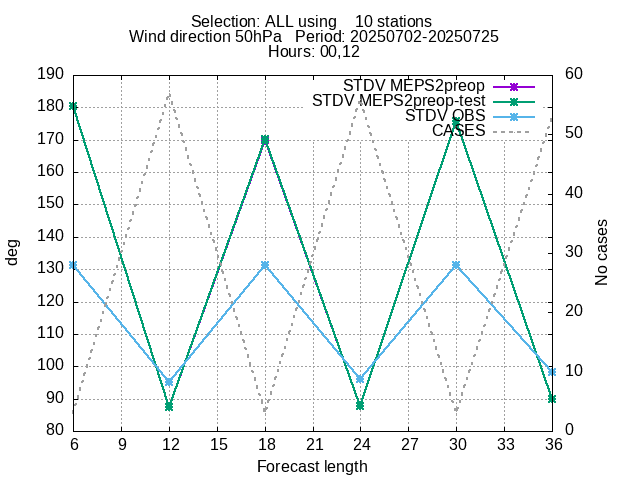 Selection: ALL using    10 stations
Wind direction 50hPa   Period: 20250702-20250725
Hours: 00,12
STDV MEPS2preop
STDV MEPS2preop-test
STDV OBS
CASES
190
180
170
160
150
140
130
120
110
100
90
80
60
50
40
30
20
10
0
deg
No cases
6 9 12 15 18 21 24 27 30 33 36
Forecast length